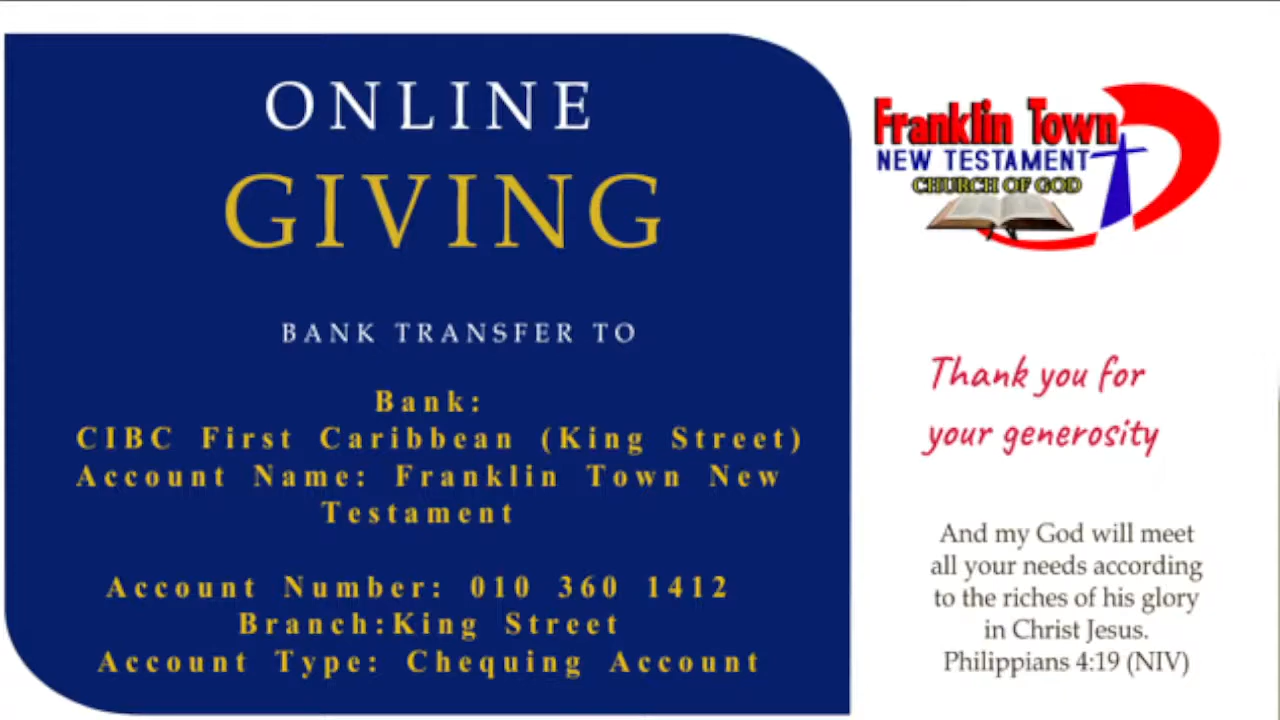 ONLINE
GIVING
BANK TRANSFER TO
Bank:
CIBC First Caribbean (King Street)
Account Name: Franklin Town New
Testament
Account Number: 010 360 1412
Branch:King Street
Account Type: Chequing Account
Franklin Town
NEW TESTAMENT
CHURCH OF GOD
Thank you for
your generosity
And my God will meet
all your needs according
to the riches of his glory
in Christ Jesus.
Philippians 4:19 (NIV)